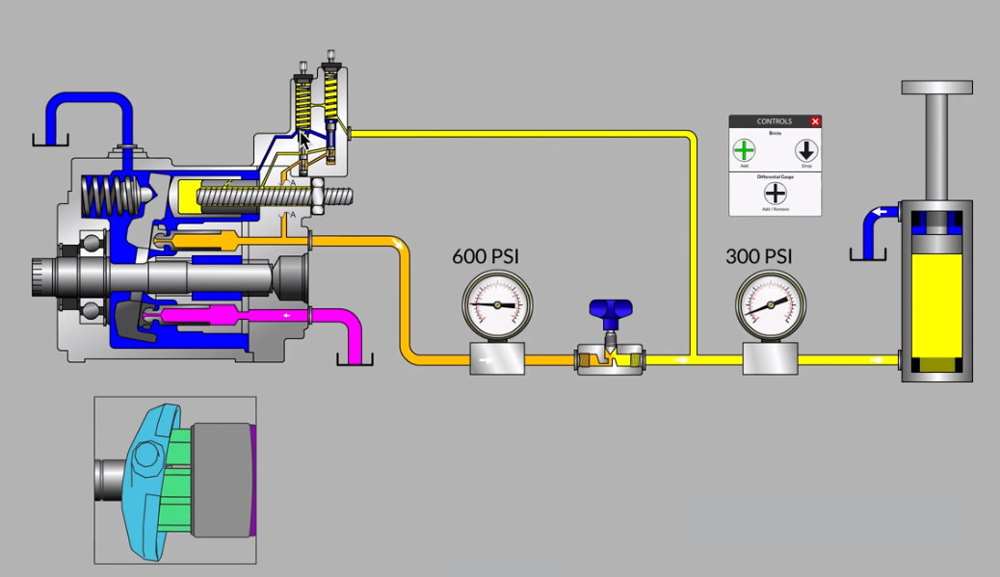 CONTROLS
Bricks
Add
Drop
Differential Gauge
Add / Remove
A
A
600 PSI
300 PSI